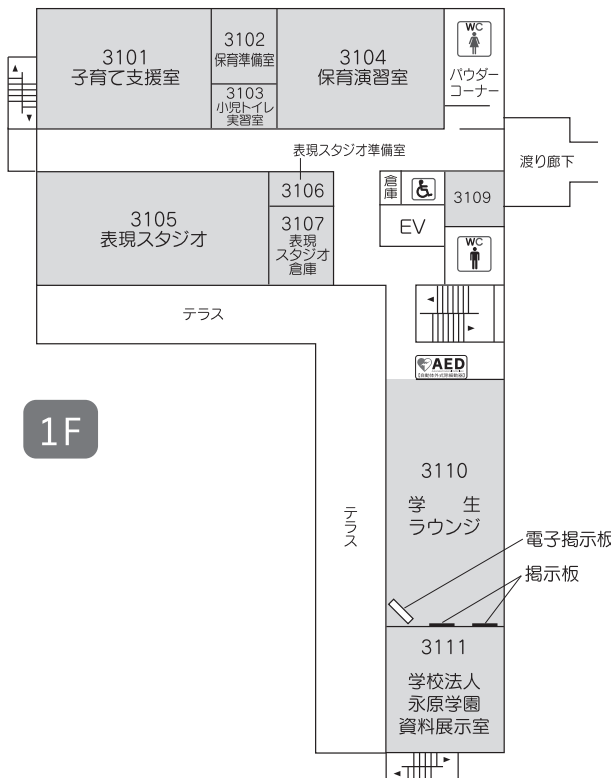 3101
子育て支援室
3102
保育準備室
3103
小児トイレ
実習室
3104
保育演習室
WC
パウダー
コーナー
渡り廊下
表現スタジオ準備室
3105
表現スタジオ
3106
3107
表現
スタジオ
倉庫
倉庫
EV
3109
WC
テラス
AED
1F
3110
学 生
ラウンジ
テラス
電子掲示板
掲示板
3111
学校法人
永原学園
資料展示室